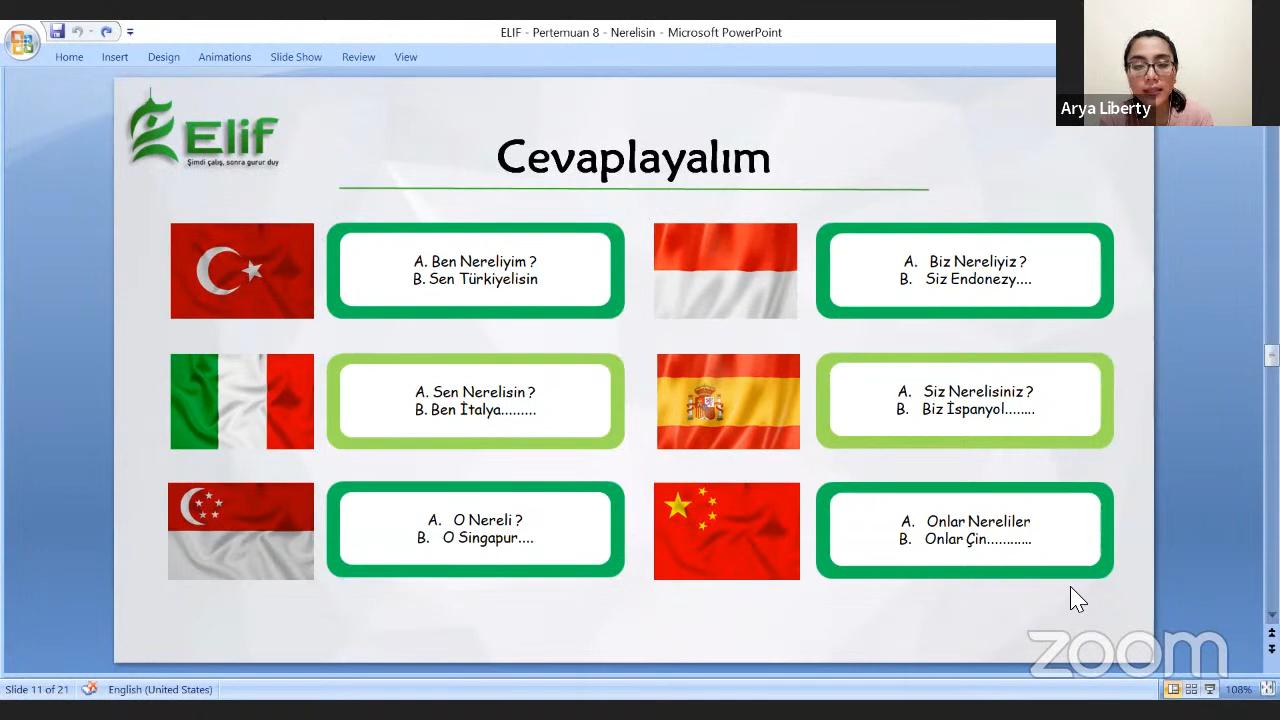 ELIF - Pertemuan 8 - Nerelisin - Microsoft PowerPoint
Home Insert Design Animations Slide Show Review View
Arya Liberty
Elif
Şimdi çalış, sonra gurur duy
Cevaplayalım
A. Ben Nereliyim ?
B. Sen Türkiyelisin
A. Biz Nereliyiz ?
B. Siz Endonezy....
A. Sen Nerelisin ?
B. Ben İtalya.........
A. Siz Nerelisiniz ?
B. Biz İspanyol........
A. O Nereli ?
B. O Singapur....
A. Onlar Nereliler
B. Onlar Çin............
zoom
Slide 11 of 21 English (United States) 108%